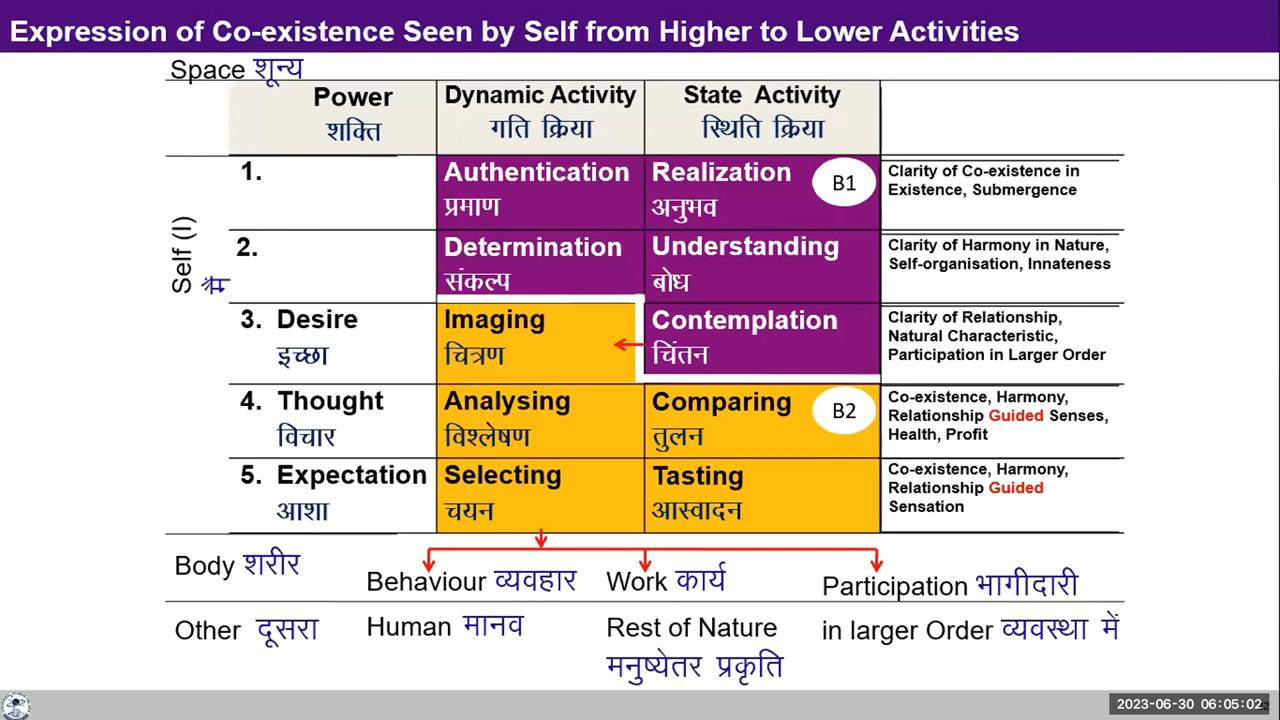 Expression of Co-existence Seen by Self from Higher to Lower Activities
Space शून्य
Power
शक्ति
Dynamic Activity
गति क्रिया
State Activity
स्थिति क्रिया
Self (I)
मैं
1.
Authentication
प्रमाण
Realization
अनुभव
B1
Clarity of Co-existence in
Existence, Submergence
2.
Determination
संकल्प
Understanding
बोध
Clarity of Harmony in Nature,
Self-organisation, Innateness
3. Desire
इच्छा
Imaging
चित्रण
Contemplation
चिंतन
Clarity of Relationship,
Natural Characteristic,
Participation in Larger Order
4. Thought
विचार
Analysing
विश्लेषण
Comparing
तुलन
B2
Co-existence, Harmony,
Relationship Guided Senses,
Health, Profit
5. Expectation
आशा
Selecting
चयन
Tasting
आस्वादन
Co-existence, Harmony,
Relationship Guided
Sensation
Body शरीर
Behaviour व्यवहार
Work कार्य
Participation भागीदारी
Other दूसरा
Human मानव
Rest of Nature
मनुष्येतर प्रकृति
in larger Order व्यवस्था में
2023-06-30 06:05:02